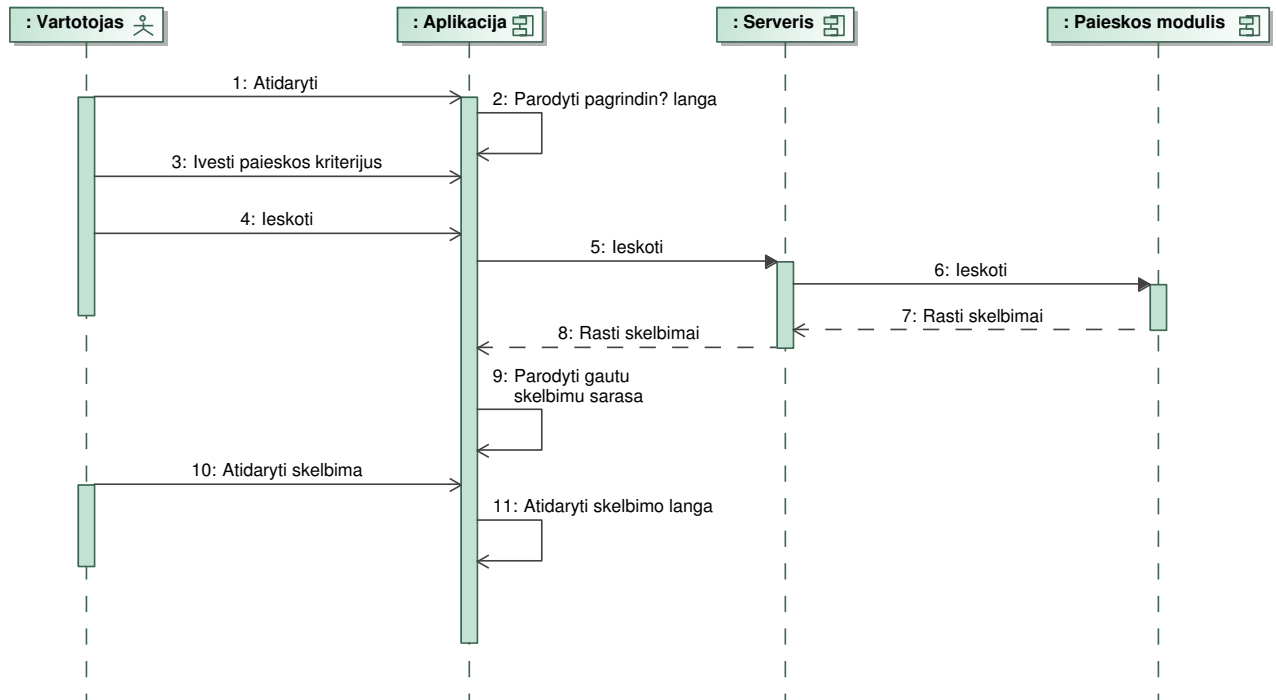 : Vartotojas
: Aplikacija
: Serveris
: Paieskos modulis
1: Atidaryti
2: Parodyti pagrindin? langa
3: Ivesti paieskos kriterijus
4: Ieskoti
5: Ieskoti
6: Ieskoti
7: Rasti skelbimai
8: Rasti skelbimai
9: Parodyti gautu
skelbimu sarasa
10: Atidaryti skelbima
11: Atidaryti skelbimo langa